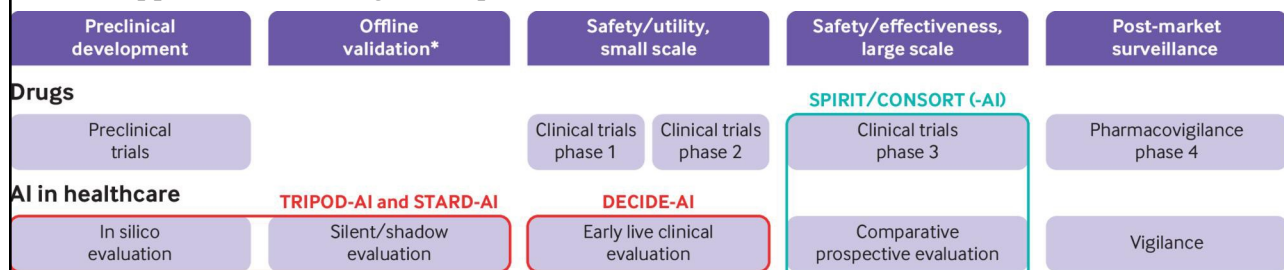 Preclinical
development
Offline
validation*
Safety/utility,
small scale
Safety/effectiveness,
large scale
Post-market
surveillance
Drugs
SPIRIT/CONSORT (-AI)
Preclinical
trials
Clinical trials
phase 1
Clinical trials
phase 2
Clinical trials
phase 3
Pharmacovigilance
phase 4
AI in healthcare
TRIPOD-AI and STARD-AI
DECIDE-AI
In silico
evaluation
Silent/shadow
evaluation
Early live clinical
evaluation
Comparative
prospective evaluation
Vigilance